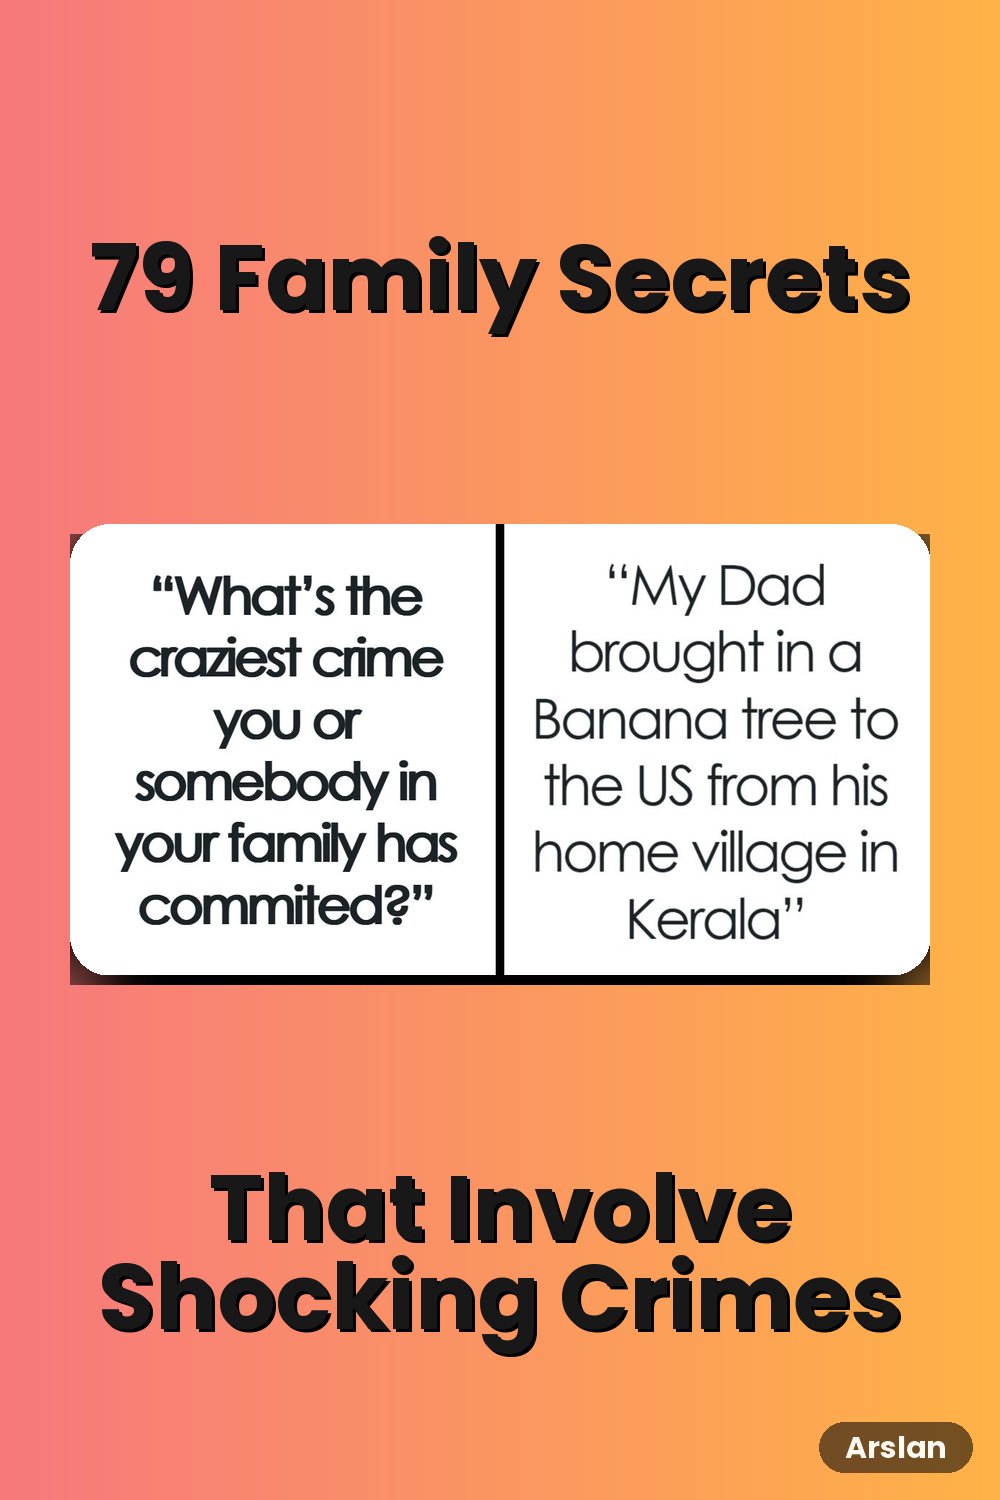 79 Family Secrets
“What’s the
craziest crime
you or
somebody in
your family has
commited?”
“My Dad
brought in a
Banana tree to
the US from his
home village in
Kerala”
That Involve
Shocking Crimes
Arslan